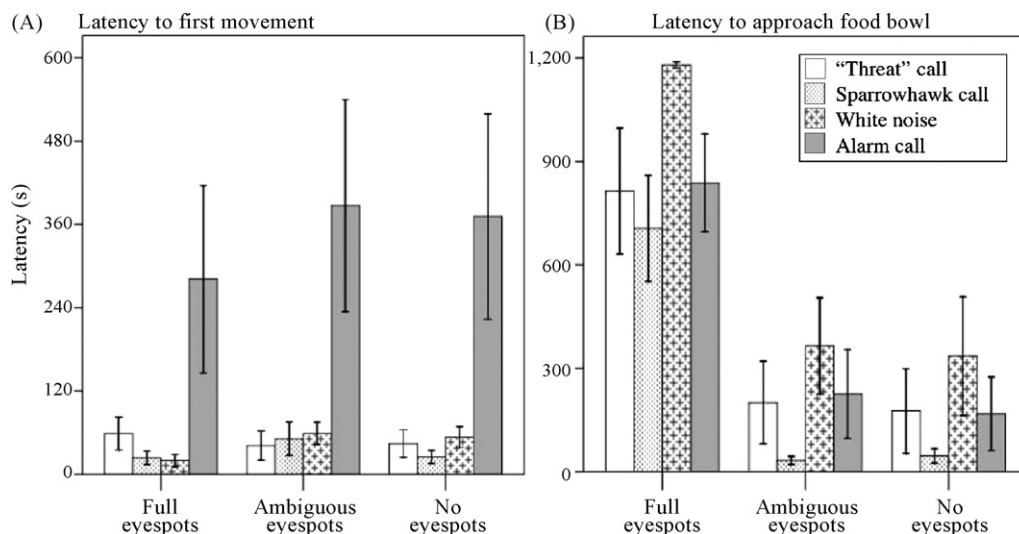 (A) Latency to first movement
600
480
360
240
120
0
Latency (s)
Full eyespots
Ambiguous eyespots
No eyespots
(B) Latency to approach food bowl
1,200
900
600
300
0
"Threat" call
Sparrowhawk call
White noise
Alarm call
Full eyespots
Ambiguous eyespots
No eyespots